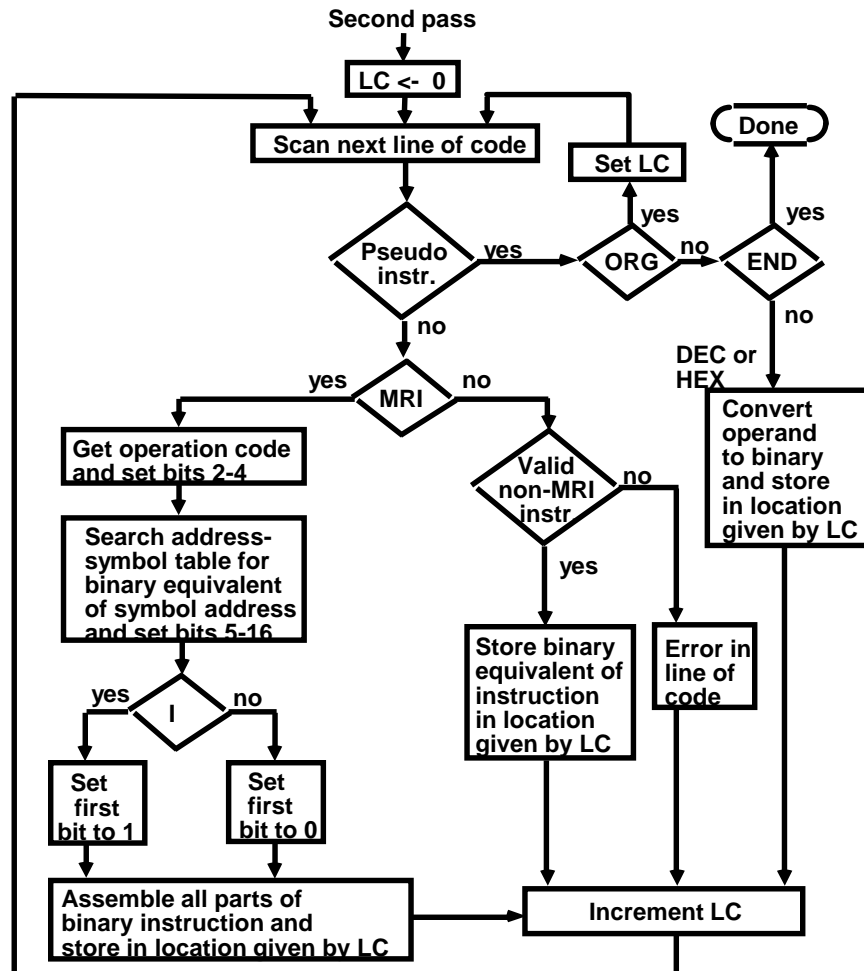 Second pass
LC <- 0
Scan next line of code
Set LC
Done
yes
yes
Pseudo
instr.
yes
ORG
no
END
no
no
DEC or
HEX
yes
MRI
no
Get operation code
and set bits 2-4
Valid
non-MRI
instr
no
Convert
operand
to binary
and store
in location
given by LC
Search address-
symbol table for
binary equivalent
of symbol address
and set bits 5-16
yes
Store binary
equivalent of
instruction
in location
given by LC
Error in
line of
code
yes
I
no
Set
first
bit to 1
Set
first
bit to 0
Assemble all parts of
binary instruction and
store in location given by LC
Increment LC